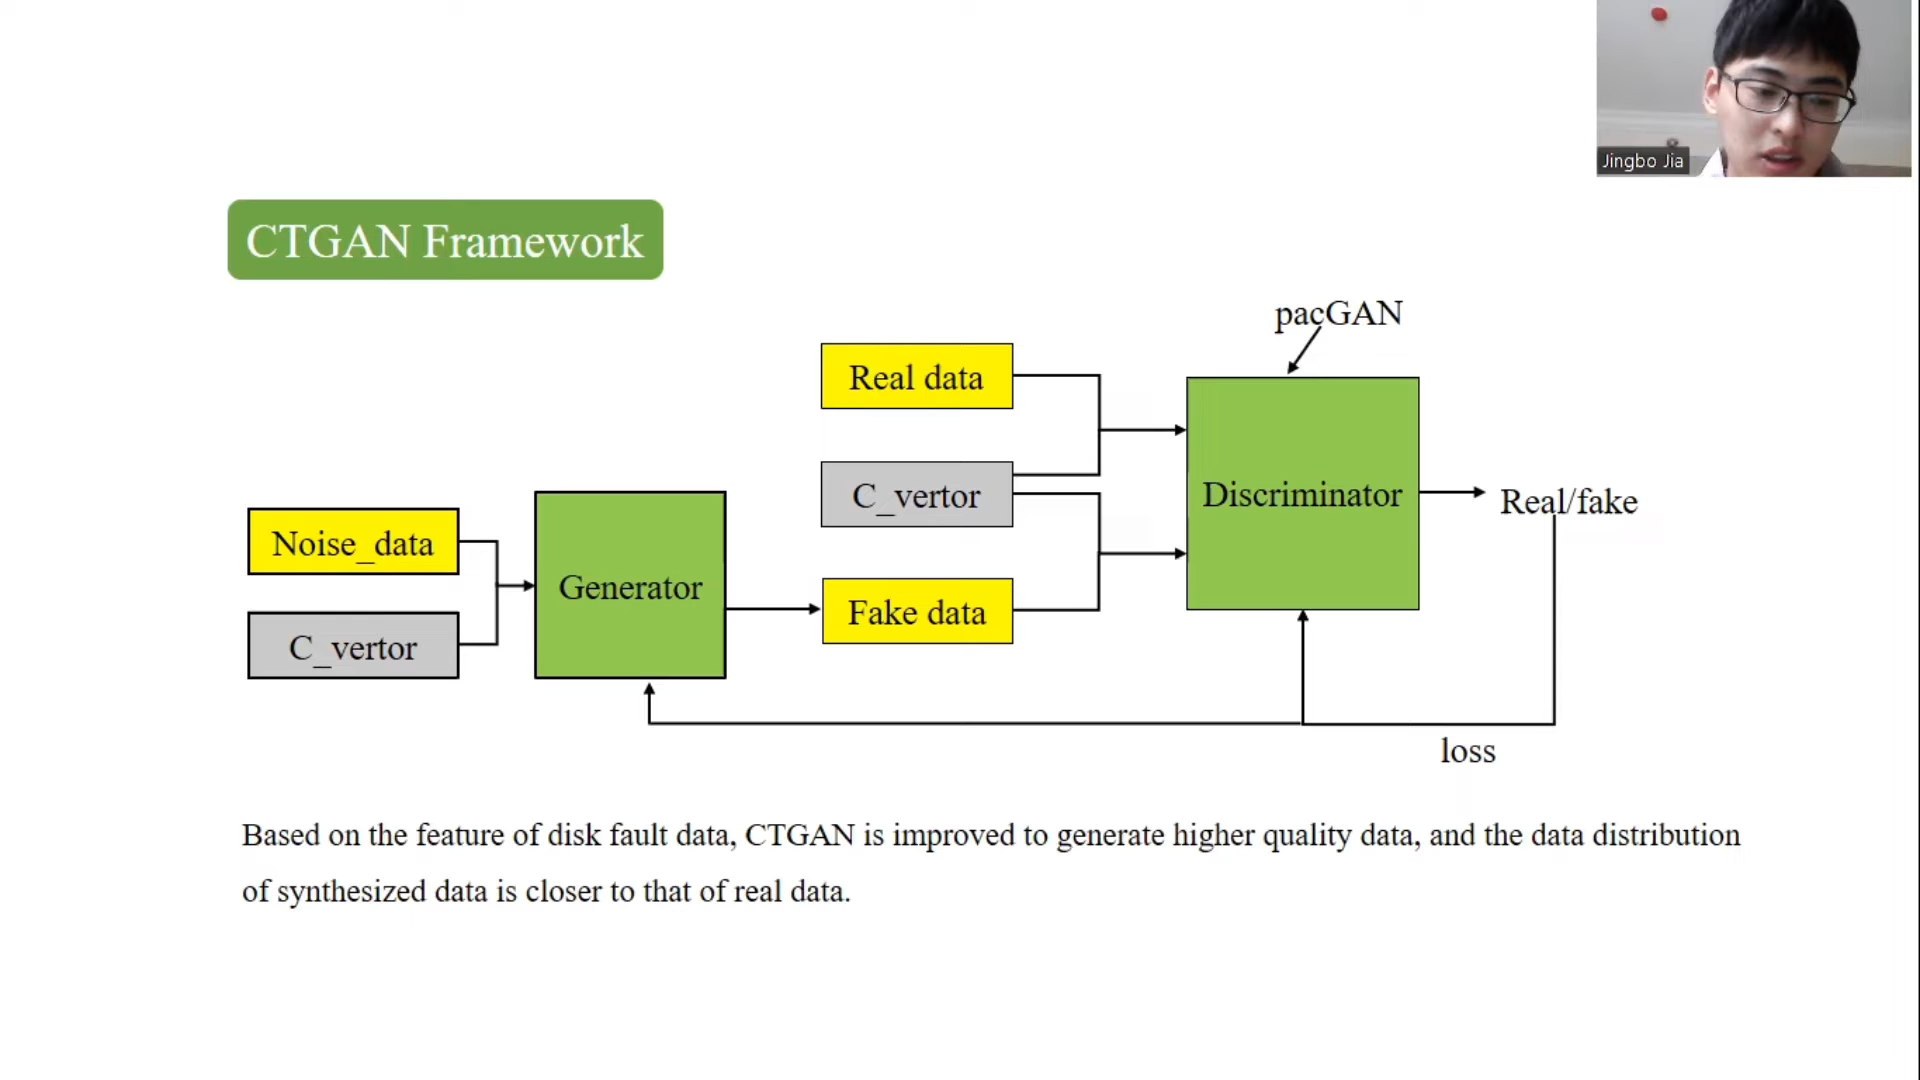 Jingbo Jia
CTGAN Framework
pacGAN
Real data
C_vertor
Discriminator
Real/fake
Noise_data
Generator
Fake data
C_vertor
loss
Based on the feature of disk fault data, CTGAN is improved to generate higher quality data, and the data distribution
of synthesized data is closer to that of real data.